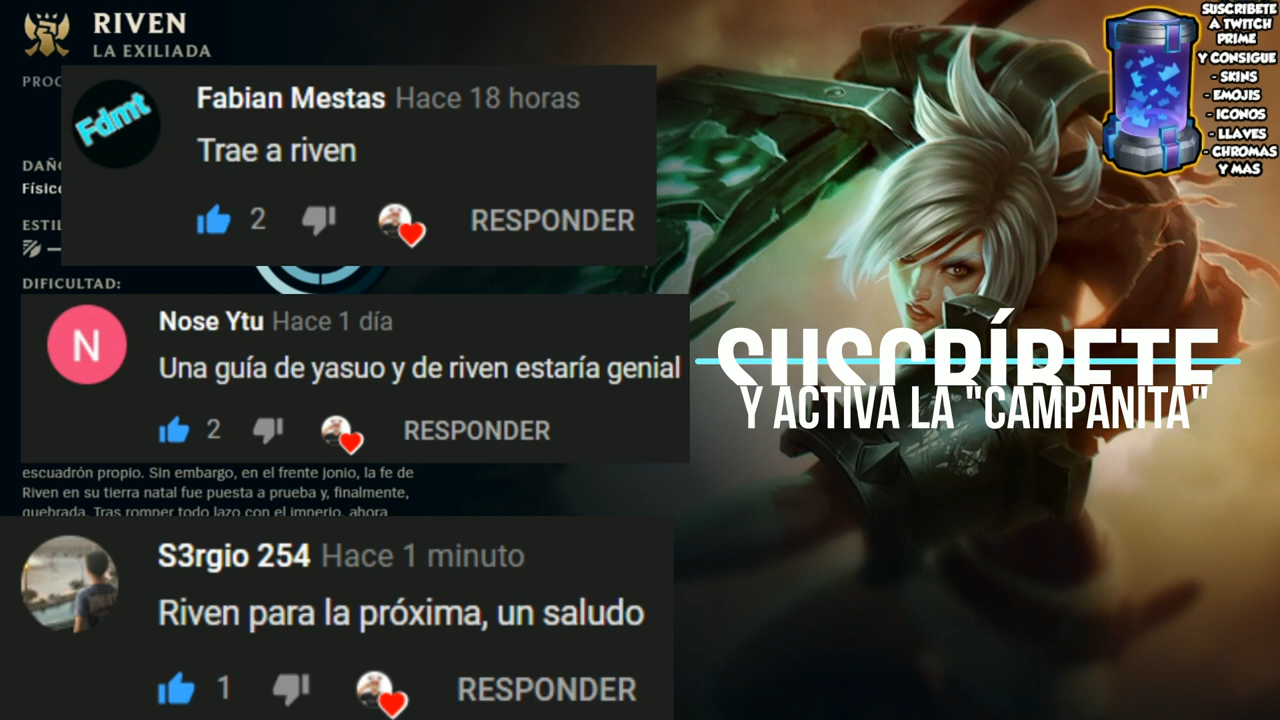 RIVEN
LA EXILIADA
Fabian Mestas Hace 18 horas
Trae a riven
2 RESPONDER
DIFICULTAD:
Nose Ytu Hace 1 día
Una guía de yasuo y de riven estaría genial
2 RESPONDER
escuadrón propio. Sin embargo, en el frente jonio, la fe de
Riven en su tierra natal fue puesta a prueba y, finalmente,
quebrada. Tras romper todo lazo con el imperio, ahora
S3rgio 254 Hace 1 minuto
Riven para la próxima, un saludo
1 RESPONDER
Fdmt
N
SUSCRÍBETE
Y ACTIVA LA "CAMPANITA"
SUSCRIBETE
A TWITCH
PRIME
Y CONSIGUE
- SKINS
- EMOJIS
- ICONOS
- LLAVES
- CHROMAS
Y MAS